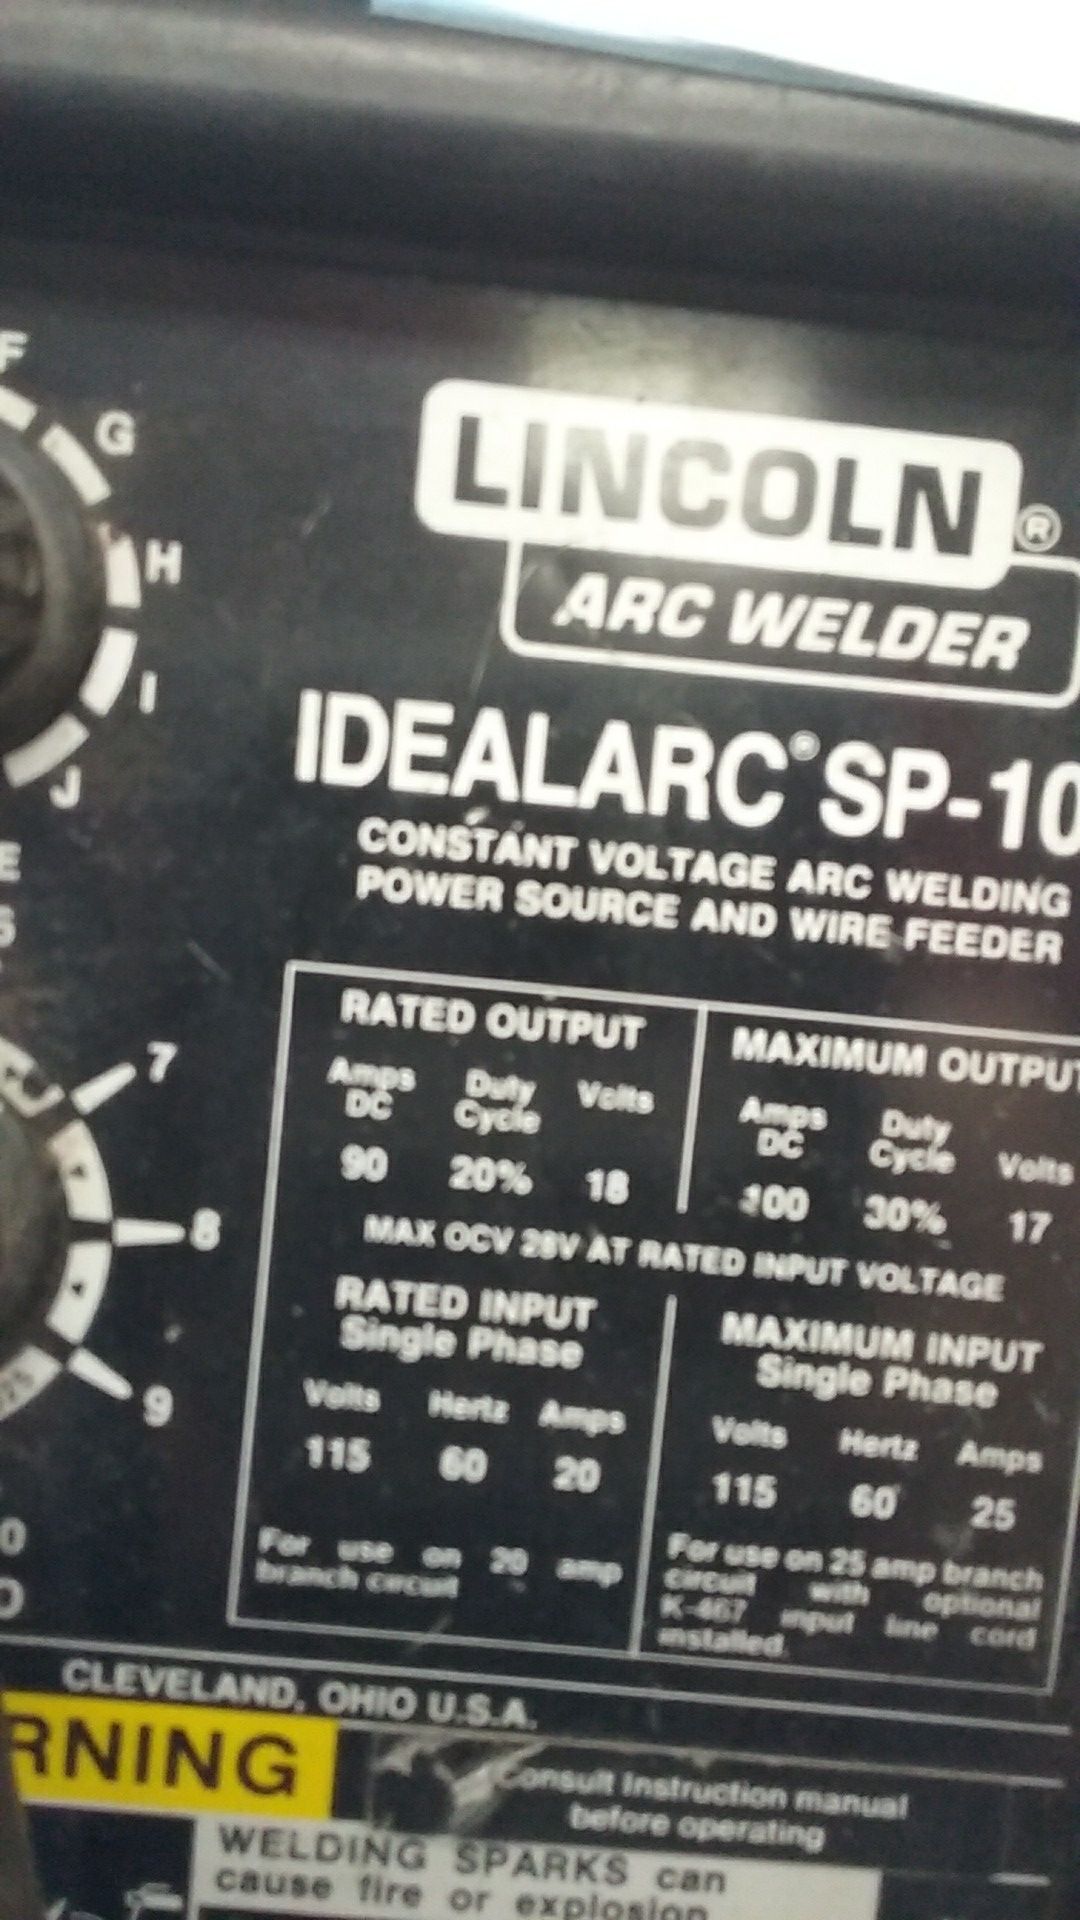 F
G
H
I
J
LINCOLN®
ARC WELDER
IDEALARC® SP-10
CONSTANT VOLTAGE ARC WELDING
POWER SOURCE AND WIRE FEEDER
E
S
7
8
9
RATED OUTPUT
Amps DC Duty Cycle Volts
90 20% 18
MAXIMUM OUTPUT
Amps DC Duty Cycle Volts
100 30% 17
MAX OCV 28V AT RATED INPUT VOLTAGE
RATED INPUT
Single Phase
Volts Hertz Amps
115 60 20
For use on 20 amp
branch circuit
MAXIMUM INPUT
Single Phase
Volts Hertz Amps
115 60 25
For use on 25 amp branch
circuit with optional
K-467 input line cord
installed.
CLEVELAND, OHIO U.S.A.
RNING
Consult Instruction manual
before operating
WELDING SPARKS can
cause fire or explosion